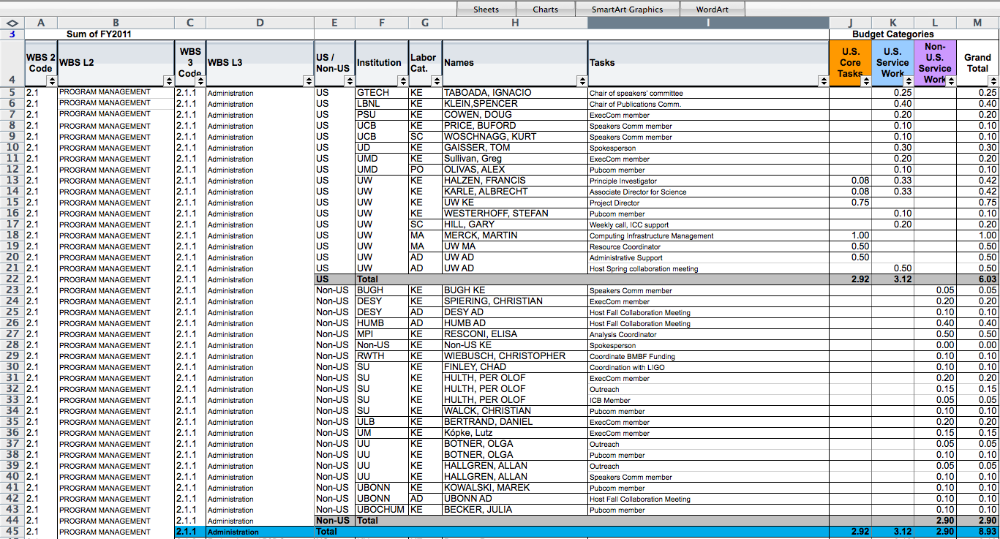 Sheets Charts SmartArt Graphics WordArt
A B C D E F G H I J K L M
3 Sum of FY2011 Budget Categories
4 WBS 2 Code WBS L2 WBS 3 Code WBS L3 US / Non-US Institution Labor Cat. Names Tasks U.S. Core Tasks U.S. Service Work Non-U.S. Service Work Grand Total
5 2.1 PROGRAM MANAGEMENT 2.1.1 Administration US GTECH KE TABOADA, IGNACIO Chair of speakers' committee 0.25 0.25
6 2.1 PROGRAM MANAGEMENT 2.1.1 Administration US LBNL KE KLEIN,SPENCER Chair of Publications Comm. 0.40 0.40
7 2.1 PROGRAM MANAGEMENT 2.1.1 Administration US PSU KE COWEN, DOUG ExecCom member 0.20 0.20
8 2.1 PROGRAM MANAGEMENT 2.1.1 Administration US UCB KE PRICE, BUFORD Speakers Comm member 0.10 0.10
9 2.1 PROGRAM MANAGEMENT 2.1.1 Administration US UCB SC WOSCHNAGG, KURT Speakers Comm member 0.10 0.10
10 2.1 PROGRAM MANAGEMENT 2.1.1 Administration US UD KE GAISSER, TOM Spokesperson 0.30 0.30
11 2.1 PROGRAM MANAGEMENT 2.1.1 Administration US UMD KE Sullivan, Greg ExecCom member 0.20 0.20
12 2.1 PROGRAM MANAGEMENT 2.1.1 Administration US UMD PO OLIVAS, ALEX Pubcom member 0.10 0.10
13 2.1 PROGRAM MANAGEMENT 2.1.1 Administration US UW KE HALZEN, FRANCIS Principle Investigator 0.08 0.33 0.42
14 2.1 PROGRAM MANAGEMENT 2.1.1 Administration US UW KE KARLE, ALBRECHT Associate Director for Science 0.08 0.33 0.42
15 2.1 PROGRAM MANAGEMENT 2.1.1 Administration US UW KE UW KE Project Director 0.75 0.75
16 2.1 PROGRAM MANAGEMENT 2.1.1 Administration US UW KE WESTERHOFF, STEFAN Pubcom member 0.10 0.10
17 2.1 PROGRAM MANAGEMENT 2.1.1 Administration US UW SC HILL, GARY Weekly call, ICC support 0.20 0.20
18 2.1 PROGRAM MANAGEMENT 2.1.1 Administration US UW MA MERCK, MARTIN Computing Infrastructure Management 1.00 1.00
19 2.1 PROGRAM MANAGEMENT 2.1.1 Administration US UW MA UW MA Resource Coordinator 0.50 0.50
20 2.1 PROGRAM MANAGEMENT 2.1.1 Administration US UW AD UW AD Administrative Support 0.50 0.50
21 2.1 PROGRAM MANAGEMENT 2.1.1 Administration US UW AD UW AD Host Spring collaboration meeting 0.50 0.50
22 2.1 PROGRAM MANAGEMENT 2.1.1 Administration US Total 2.92 3.12 6.03
23 2.1 PROGRAM MANAGEMENT 2.1.1 Administration Non-US BUGH KE BUGH KE Speakers Comm member 0.05 0.05
24 2.1 PROGRAM MANAGEMENT 2.1.1 Administration Non-US DESY KE SPIERING, CHRISTIAN ExecCom member 0.20 0.20
25 2.1 PROGRAM MANAGEMENT 2.1.1 Administration Non-US DESY AD DESY AD Host Fall Collaboration Meeting 0.10 0.10
26 2.1 PROGRAM MANAGEMENT 2.1.1 Administration Non-US HUMB AD HUMB AD Host Fall Collaboration Meeting 0.40 0.40
27 2.1 PROGRAM MANAGEMENT 2.1.1 Administration Non-US MPI KE RESCONI, ELISA Analysis Coordinator 0.50 0.50
28 2.1 PROGRAM MANAGEMENT 2.1.1 Administration Non-US Non-US KE Non-US KE Spokesperson 0.00 0.00
29 2.1 PROGRAM MANAGEMENT 2.1.1 Administration Non-US RWTH KE WIEBUSCH, CHRISTOPHER Coordinate BMBF Funding 0.10 0.10
30 2.1 PROGRAM MANAGEMENT 2.1.1 Administration Non-US SU KE FINLEY, CHAD Coordination with LIGO 0.10 0.10
31 2.1 PROGRAM MANAGEMENT 2.1.1 Administration Non-US SU KE HULTH, PER OLOF ExecCom member 0.20 0.20
32 2.1 PROGRAM MANAGEMENT 2.1.1 Administration Non-US SU KE HULTH, PER OLOF Outreach 0.15 0.15
33 2.1 PROGRAM MANAGEMENT 2.1.1 Administration Non-US SU KE HULTH, PER OLOF ICB Member 0.05 0.05
34 2.1 PROGRAM MANAGEMENT 2.1.1 Administration Non-US SU KE WALCK, CHRISTIAN Pubcom member 0.10 0.10
35 2.1 PROGRAM MANAGEMENT 2.1.1 Administration Non-US ULB KE BERTRAND, DANIEL ExecCom member 0.20 0.20
36 2.1 PROGRAM MANAGEMENT 2.1.1 Administration Non-US UM KE Kópke, Lutz ExecCom member 0.15 0.15
37 2.1 PROGRAM MANAGEMENT 2.1.1 Administration Non-US UU KE BOTNER, OLGA Outreach 0.05 0.05
38 2.1 PROGRAM MANAGEMENT 2.1.1 Administration Non-US UU KE BOTNER, OLGA Pubcom member 0.10 0.10
39 2.1 PROGRAM MANAGEMENT 2.1.1 Administration Non-US UU KE HALLGREN, ALLAN Outreach 0.05 0.05
40 2.1 PROGRAM MANAGEMENT 2.1.1 Administration Non-US UU KE HALLGREN, ALLAN Speakers Comm member 0.10 0.10
41 2.1 PROGRAM MANAGEMENT 2.1.1 Administration Non-US UBONN KE KOWALSKI, MAREK Pubcom member 0.10 0.10
42 2.1 PROGRAM MANAGEMENT 2.1.1 Administration Non-US UBONN AD UBONN AD Host Fall Collaboration Meeting 0.10 0.10
43 2.1 PROGRAM MANAGEMENT 2.1.1 Administration Non-US UBOCHUM KE BECKER, JULIA Pubcom member 0.10 0.10
44 2.1 PROGRAM MANAGEMENT 2.1.1 Administration Non-US Total 2.90 2.90
45 2.1 PROGRAM MANAGEMENT 2.1.1 Administration Total 2.92 3.12 2.90 8.93